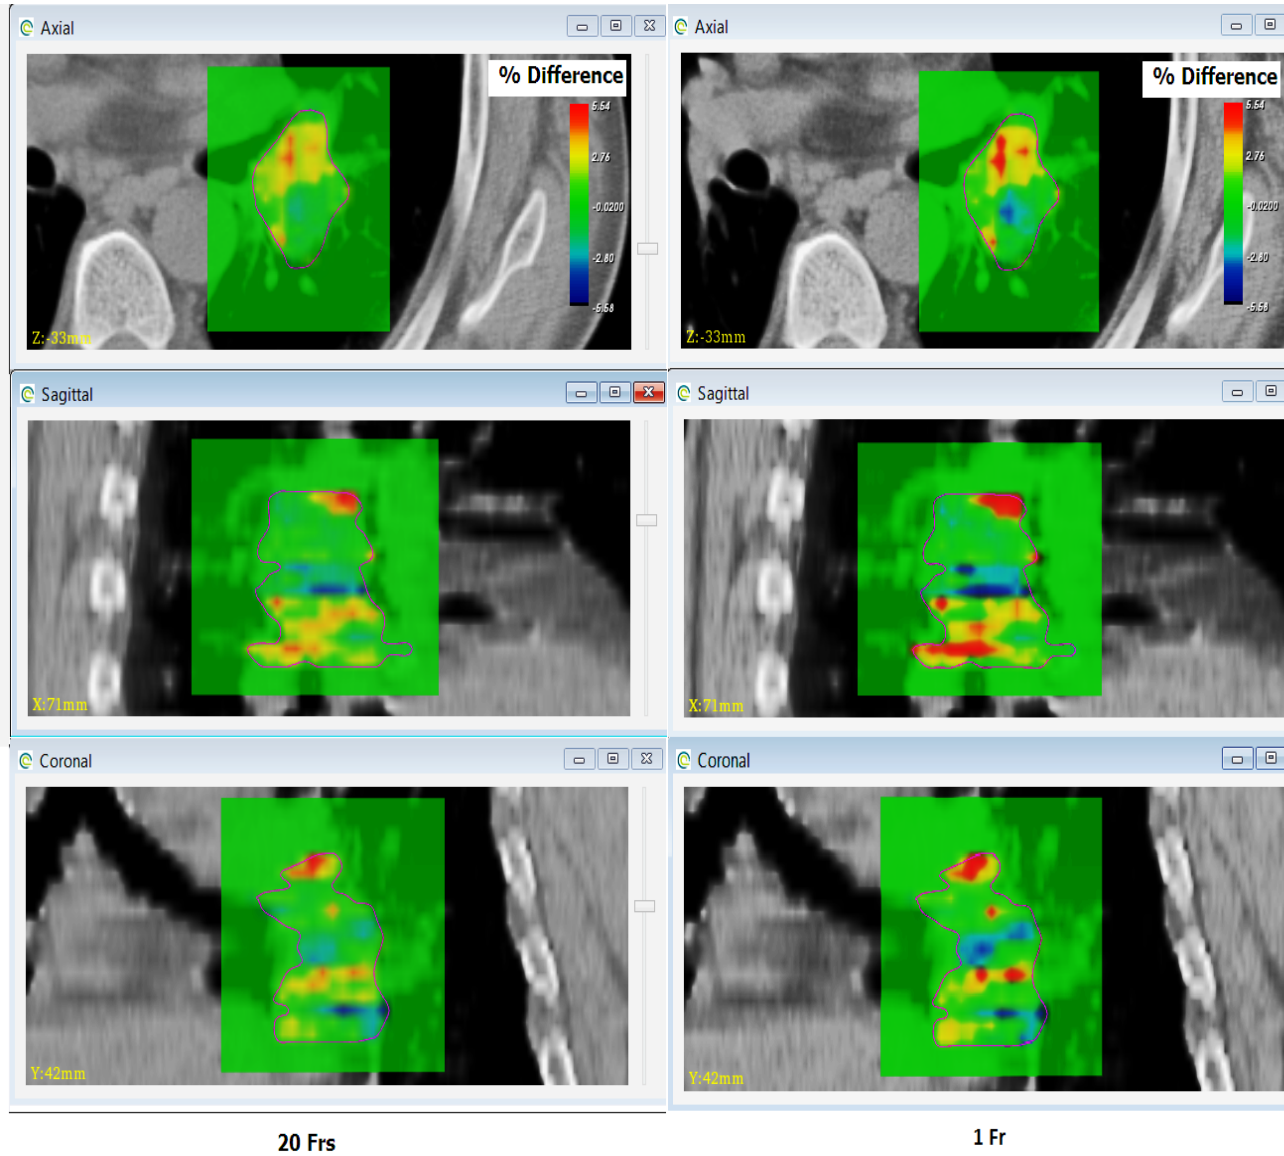 Axial
Axial
% Difference
5.54
2.76
-0.0200
-2.80
-5.58
Z:-33mm
% Difference
5.54
2.76
-0.0200
-2.80
-5.58
Z:-33mm
Sagittal
Sagittal
X:71mm
X:71mm
Coronal
Coronal
Y:42mm
Y:42mm
20 Frs
1 Fr